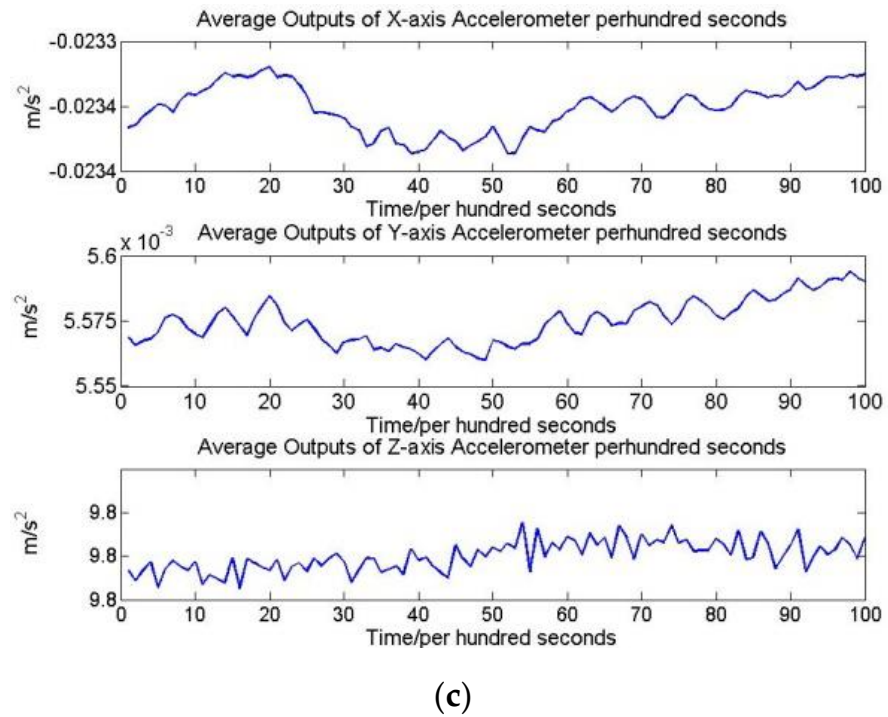 Average Outputs of X-axis Accelerometer perhundred seconds
-0.0233
-0.0234
-0.0234
m/s²
0 10 20 30 40 50 60 70 80 90 100
Time/per hundred seconds
Average Outputs of Y-axis Accelerometer perhundred seconds
x 10⁻³
5.6
5.575
5.55
m/s²
0 10 20 30 40 50 60 70 80 90 100
Time/per hundred seconds
Average Outputs of Z-axis Accelerometer perhundred seconds
9.8
9.8
9.8
m/s²
0 10 20 30 40 50 60 70 80 90 100
Time/per hundred seconds
(c)